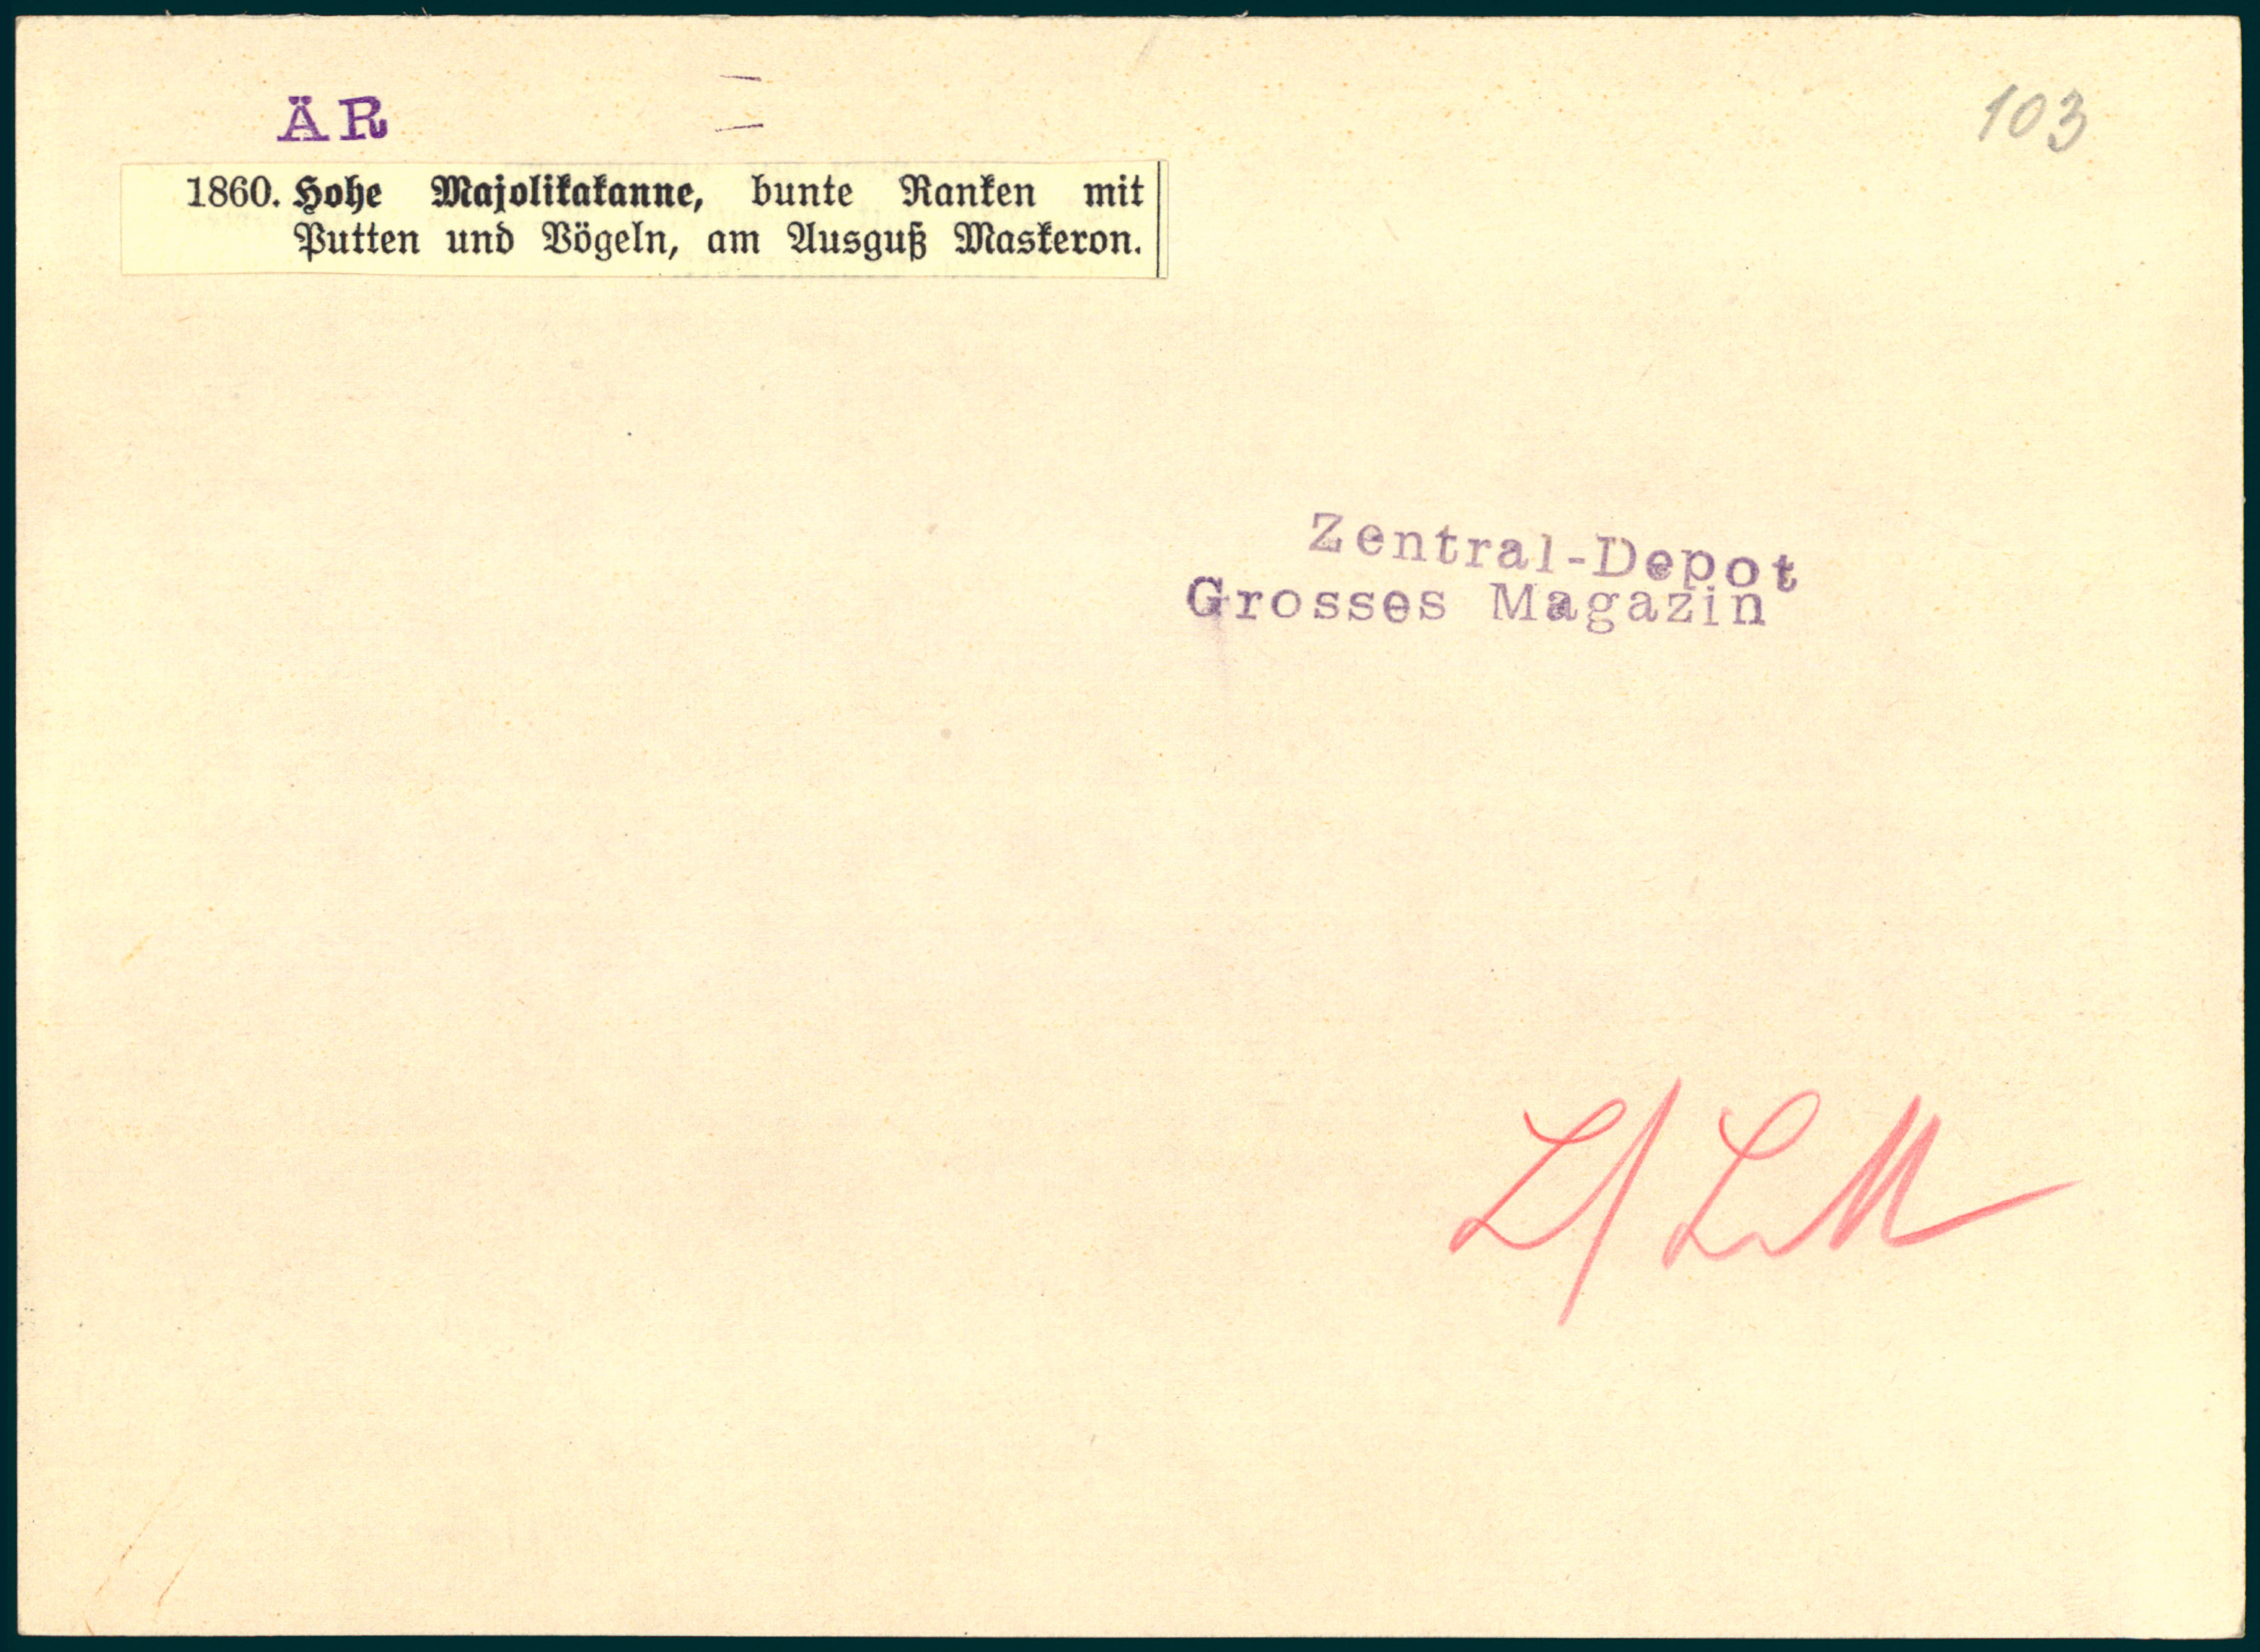 ÄR
103
1860. Hohe Majolikakanne, bunte Ranken mit
Putten und Vögeln, am Ausguß Maskeron.
Zentral-Depot
Grosses Magazin